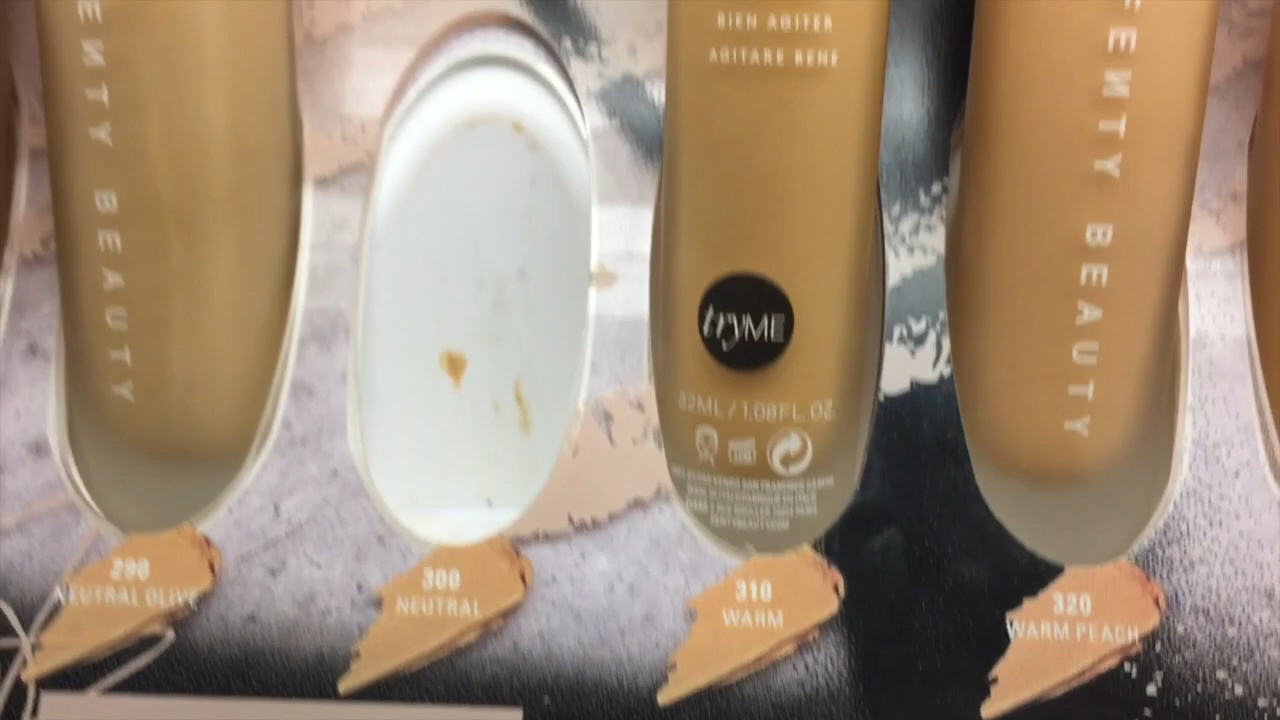 ENTY BEAUTY
BIEN AGITER
AGITARE BENE
tryME
32ML / 1.08FL. OZ.
FENTY BEAUTY
290
NEUTRAL OLIVE
300
NEUTRAL
310
WARM
320
WARM PEACH